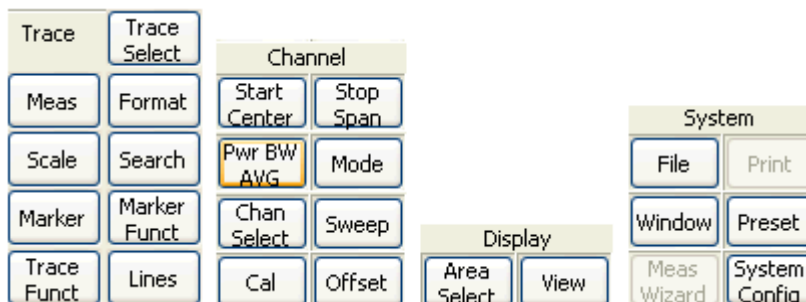 Trace
Trace
Select
Meas
Format
Scale
Search
Marker
Marker
Funct
Trace
Funct
Lines
Channel
Start
Center
Stop
Span
Pwr BW
AVG
Mode
Chan
Select
Sweep
Cal
Offset
Display
Area
Select
View
System
File
Print
Window
Preset
Meas
Wizard
System
Config